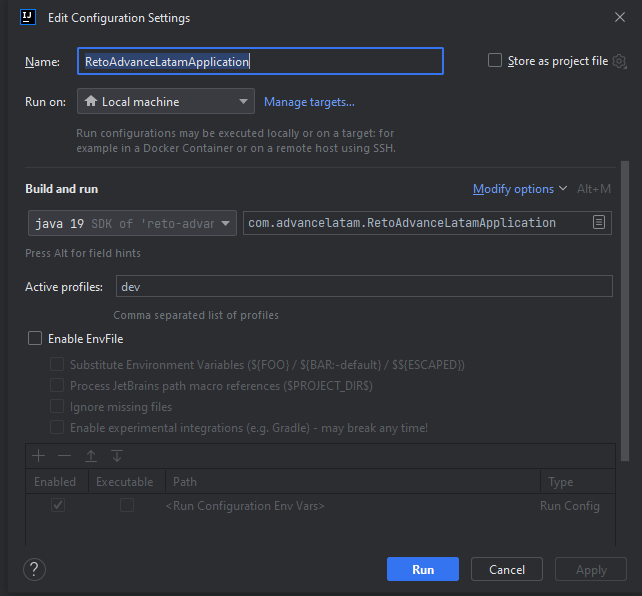 IJ Edit Configuration Settings
Name: RetoAdvanceLatamApplication Store as project file
Run on: Local machine Manage targets...
Run configurations may be executed locally or on a target: for
example in a Docker Container or on a remote host using SSH.
Build and run Modify options Alt+M
java 19 SDK of 'reto-advar com.advancelatam.RetoAdvanceLatamApplication
Press Alt for field hints
Active profiles: dev
Comma separated list of profiles
Enable EnvFile
Substitute Environment Variables (${FOO} / ${BAR:-default} / $${ESCAPED})
Process JetBrains path macro references ($PROJECT_DIR$)
Ignore missing files
Enable experimental integrations (e.g. Gradle) - may break any time!
Enabled Executable Path Type
<Run Configuration Env Vars> Run Config
? Run Cancel Apply